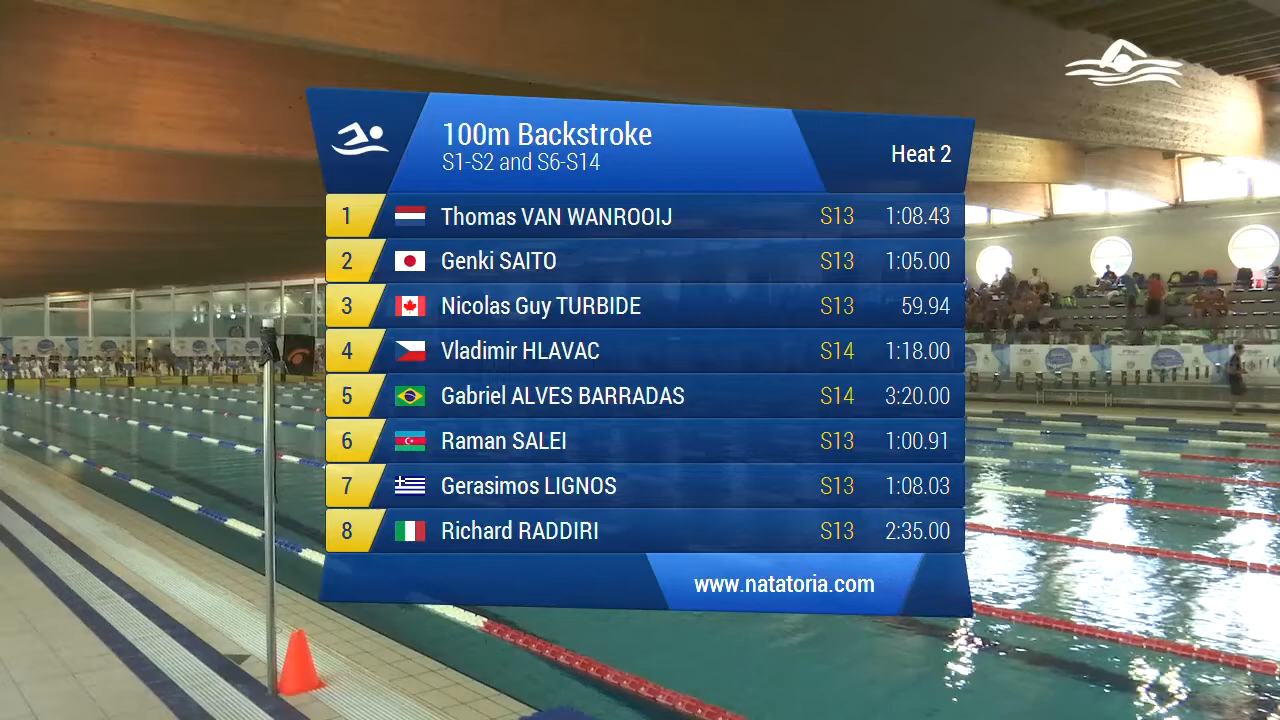 100m Backstroke
S1-S2 and S6-S14
Heat 2
1 Thomas VAN WANROOIJ S13 1:08.43
2 Genki SAITO S13 1:05.00
3 Nicolas Guy TURBIDE S13 59.94
4 Vladimir HLAVAC S14 1:18.00
5 Gabriel ALVES BARRADAS S14 3:20.00
6 Raman SALEI S13 1:00.91
7 Gerasimos LIGNOS S13 1:08.03
8 Richard RADDIRI S13 2:35.00
www.natatoria.com